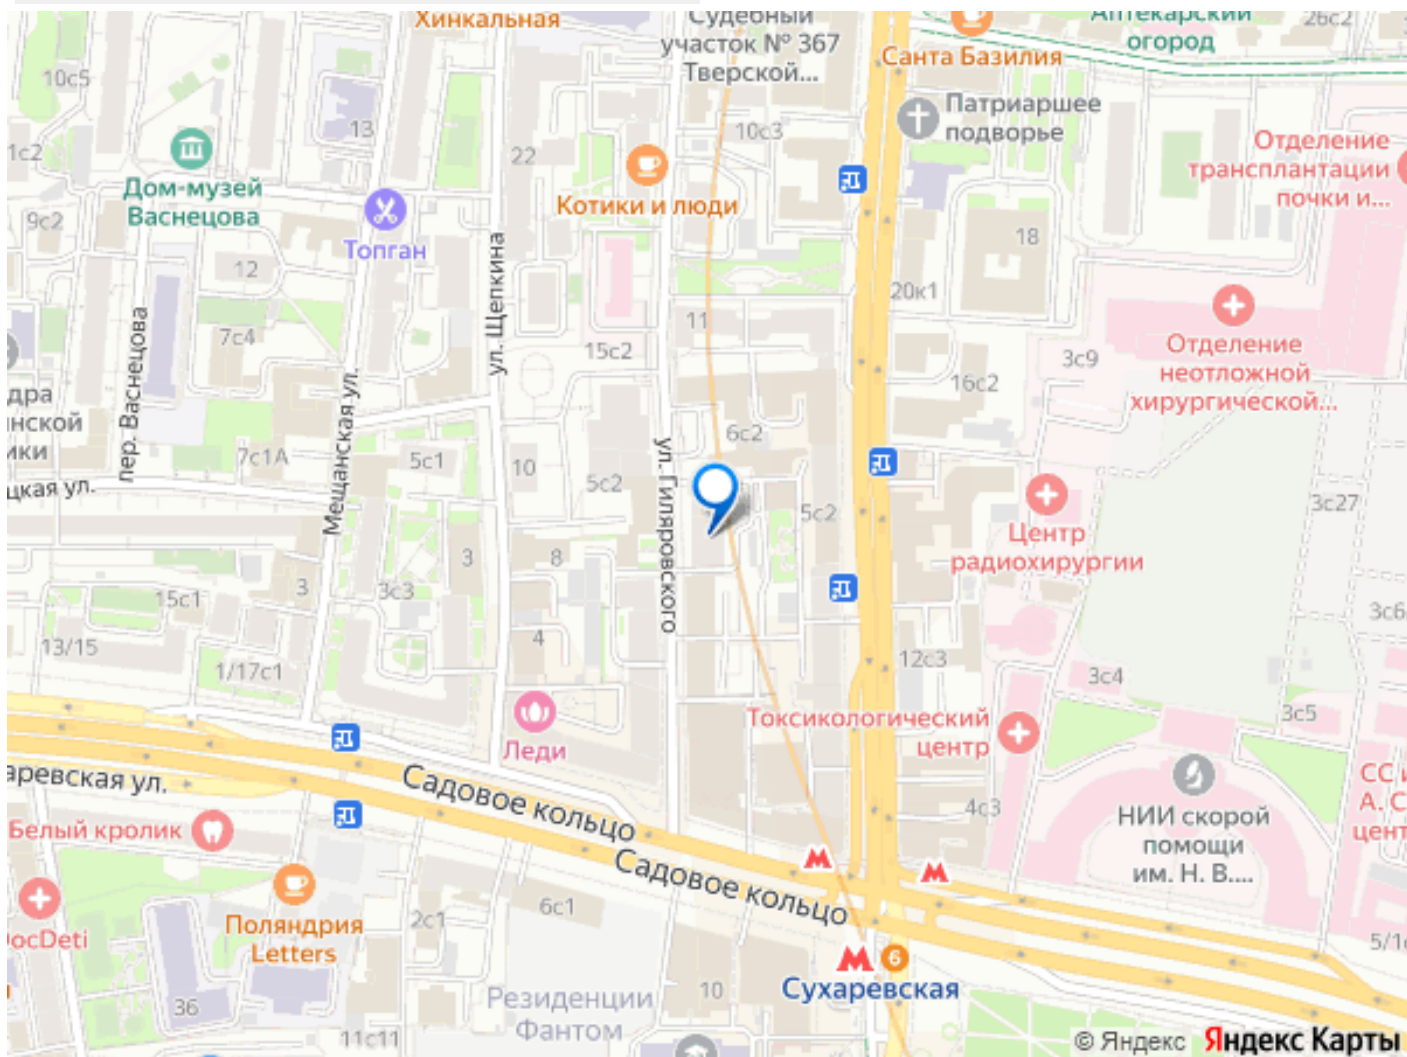 Хинкальная
Судебный
участок № 367
Тверской...
Аптекарский
огород
26с2
Санта Базилия
10с5
13
10с3
Патриаршее
подворье
Отделение
трансплантации
почки и...
1с2
22
Дом-музей
Васнецова
Котики и люди
9с2
Топган
18
12
ул. Щепкина
20к1
11
7с4
пер. Васнецова
15с2
3с9
Отделение
неотложной
хирургической...
16с2
Мещанская ул.
6с2
7с1А
5с1
10
5с2
ул. Гиляровского
5с2
3с27
Центр
радиохирургии
8
3
3
3с3
15с1
13/15
4
12с3
1/17с1
3с4
Токсикологический
центр
3с5
Леди
Садовое кольцо
НИИ скорой
помощи
им. Н. В....
4с3
Белый кролик
Садовое кольцо
Поляндрия
Letters
2с1
6с1
6
Сухаревская
36
Резиденции
Фантом
10
11с11
© Яндекс Яндекс Карты